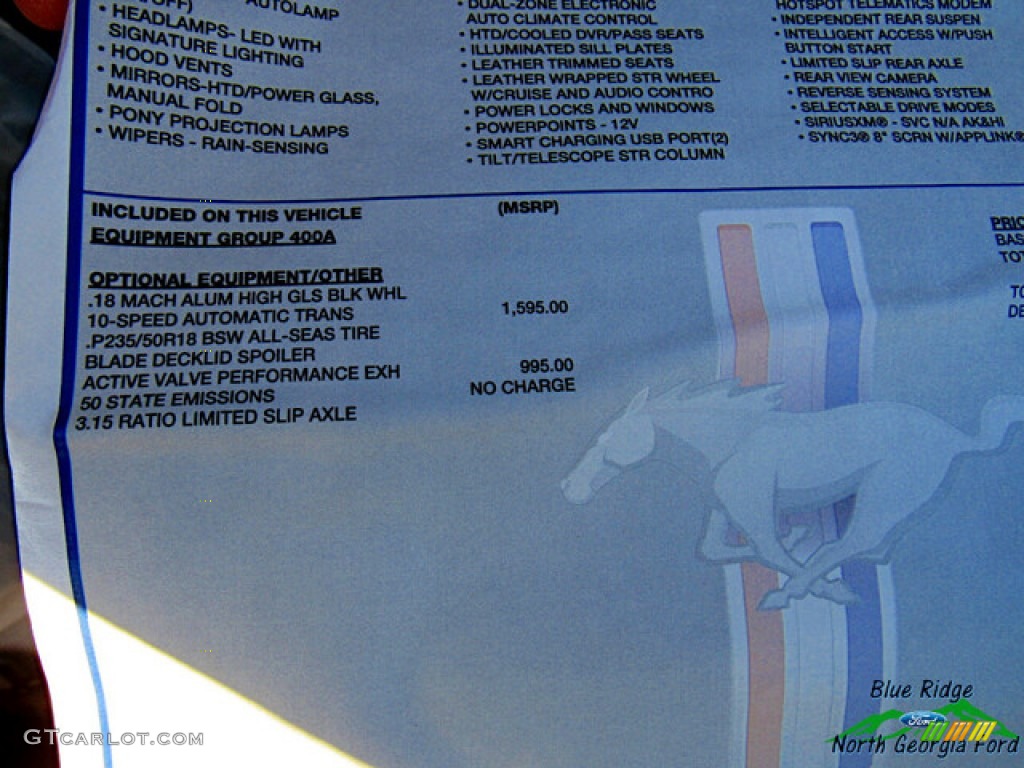 OFF)
AUTOLAMP
• HEADLAMPS- LED WITH
SIGNATURE LIGHTING
• HOOD VENTS
• MIRRORS-HTD/POWER GLASS,
MANUAL FOLD
• PONY PROJECTION LAMPS
• WIPERS - RAIN-SENSING
• DUAL-ZONE ELECTRONIC
AUTO CLIMATE CONTROL
• HTD/COOLED DVR/PASS SEATS
• ILLUMINATED SILL PLATES
• LEATHER TRIMMED SEATS
• LEATHER WRAPPED STR WHEEL
W/CRUISE AND AUDIO CONTRO
• POWER LOCKS AND WINDOWS
• POWERPOINTS - 12V
• SMART CHARGING USB PORT(2)
• TILT/TELESCOPE STR COLUMN
HOTSPOT TELEMATICS MODEM
• INDEPENDENT REAR SUSPEN
• INTELLIGENT ACCESS W/PUSH
BUTTON START
• LIMITED SLIP REAR AXLE
• REAR VIEW CAMERA
• REVERSE SENSING SYSTEM
• SELECTABLE DRIVE MODES
• SIRIUSXM® - SVC N/A AK&HI
• SYNC3® 8" SCRN W/APPLINK®
INCLUDED ON THIS VEHICLE (MSRP)
EQUIPMENT GROUP 400A
OPTIONAL EQUIPMENT/OTHER
.18 MACH ALUM HIGH GLS BLK WHL
10-SPEED AUTOMATIC TRANS 1,595.00
.P235/50R18 BSW ALL-SEAS TIRE
BLADE DECKLID SPOILER
ACTIVE VALVE PERFORMANCE EXH 995.00
50 STATE EMISSIONS NO CHARGE
3.15 RATIO LIMITED SLIP AXLE
PRIC
BAS
TOT
TO
DE
Blue Ridge
Ford
North Georgia Ford
GTcarlot.com